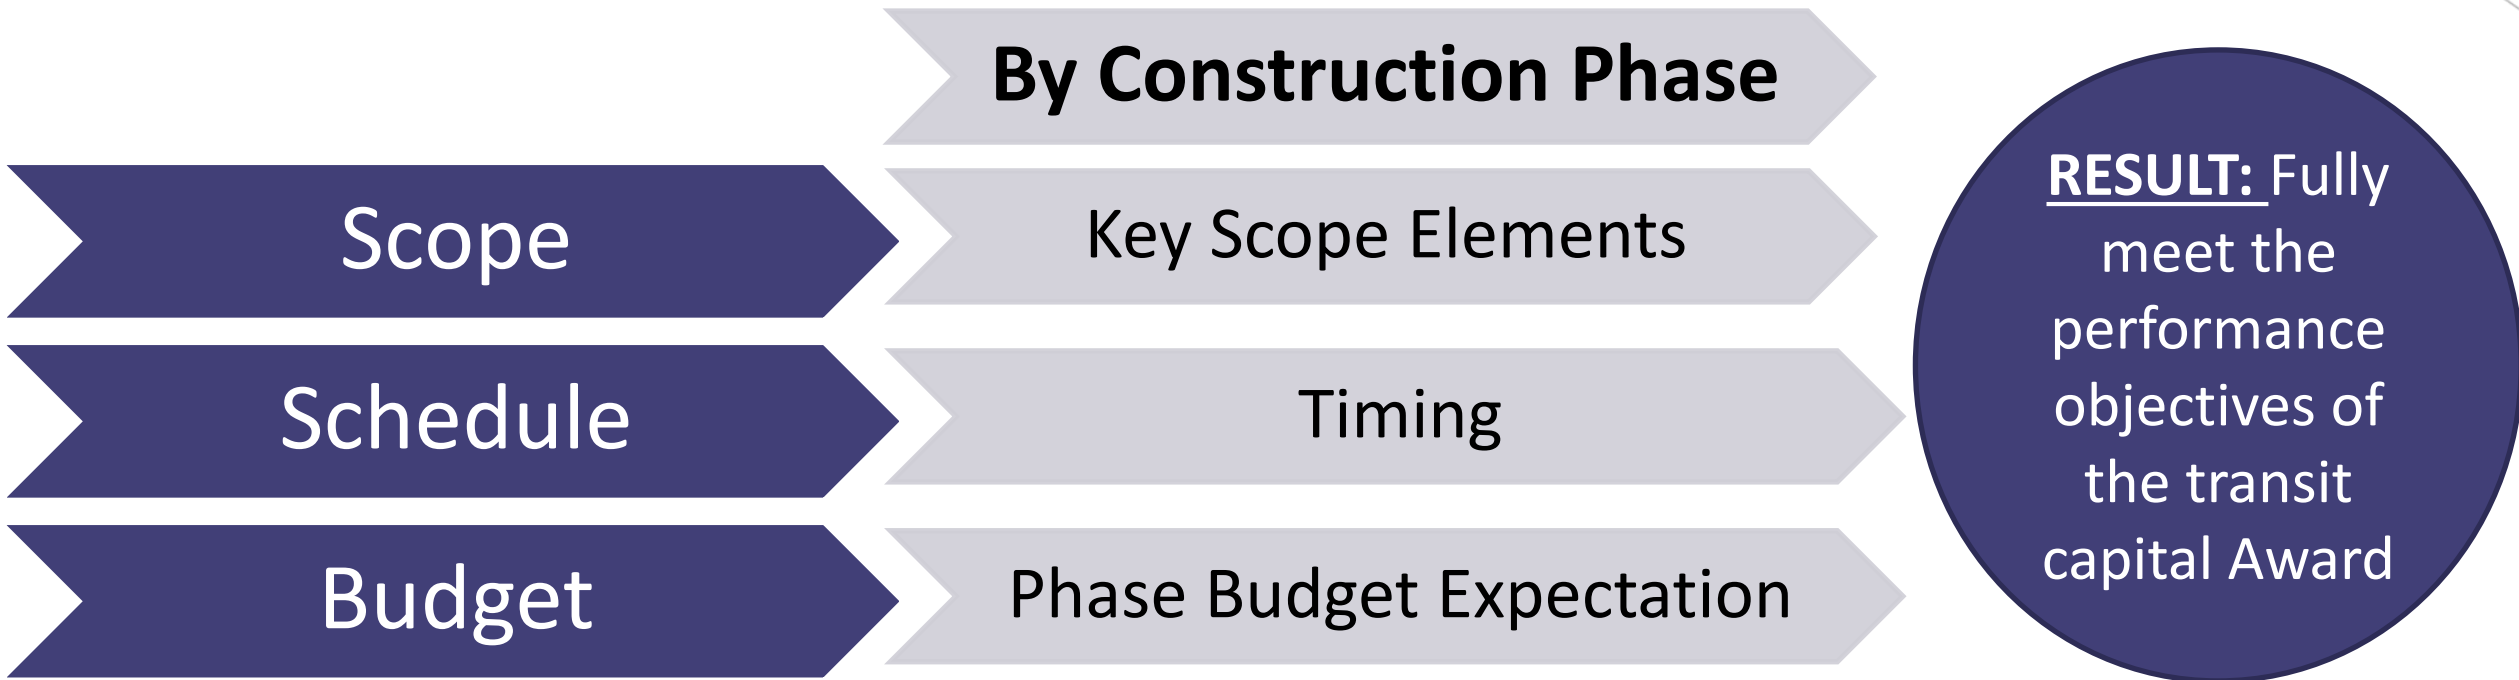 By Construction Phase
Scope
Key Scope Elements
Schedule
Timing
Budget
Phase Budget Expectation
RESULT: Fully
meet the
performance
objectives of
the transit
capital Award